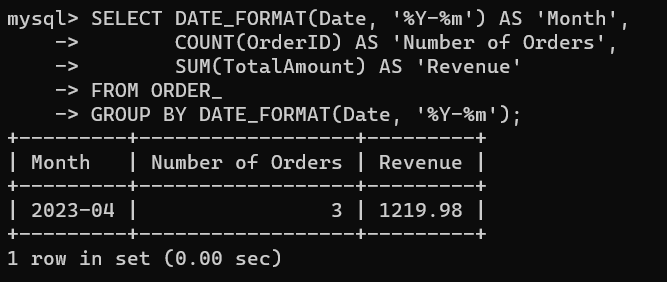 mysql> SELECT DATE_FORMAT(Date, '%Y-%m') AS 'Month',
    ->        COUNT(OrderID) AS 'Number of Orders',
    ->        SUM(TotalAmount) AS 'Revenue'
    -> FROM ORDER_
    -> GROUP BY DATE_FORMAT(Date, '%Y-%m');
+---------+------------------+---------+
| Month   | Number of Orders | Revenue |
+---------+------------------+---------+
| 2023-04 |                3 | 1219.98 |
+---------+------------------+---------+
1 row in set (0.00 sec)